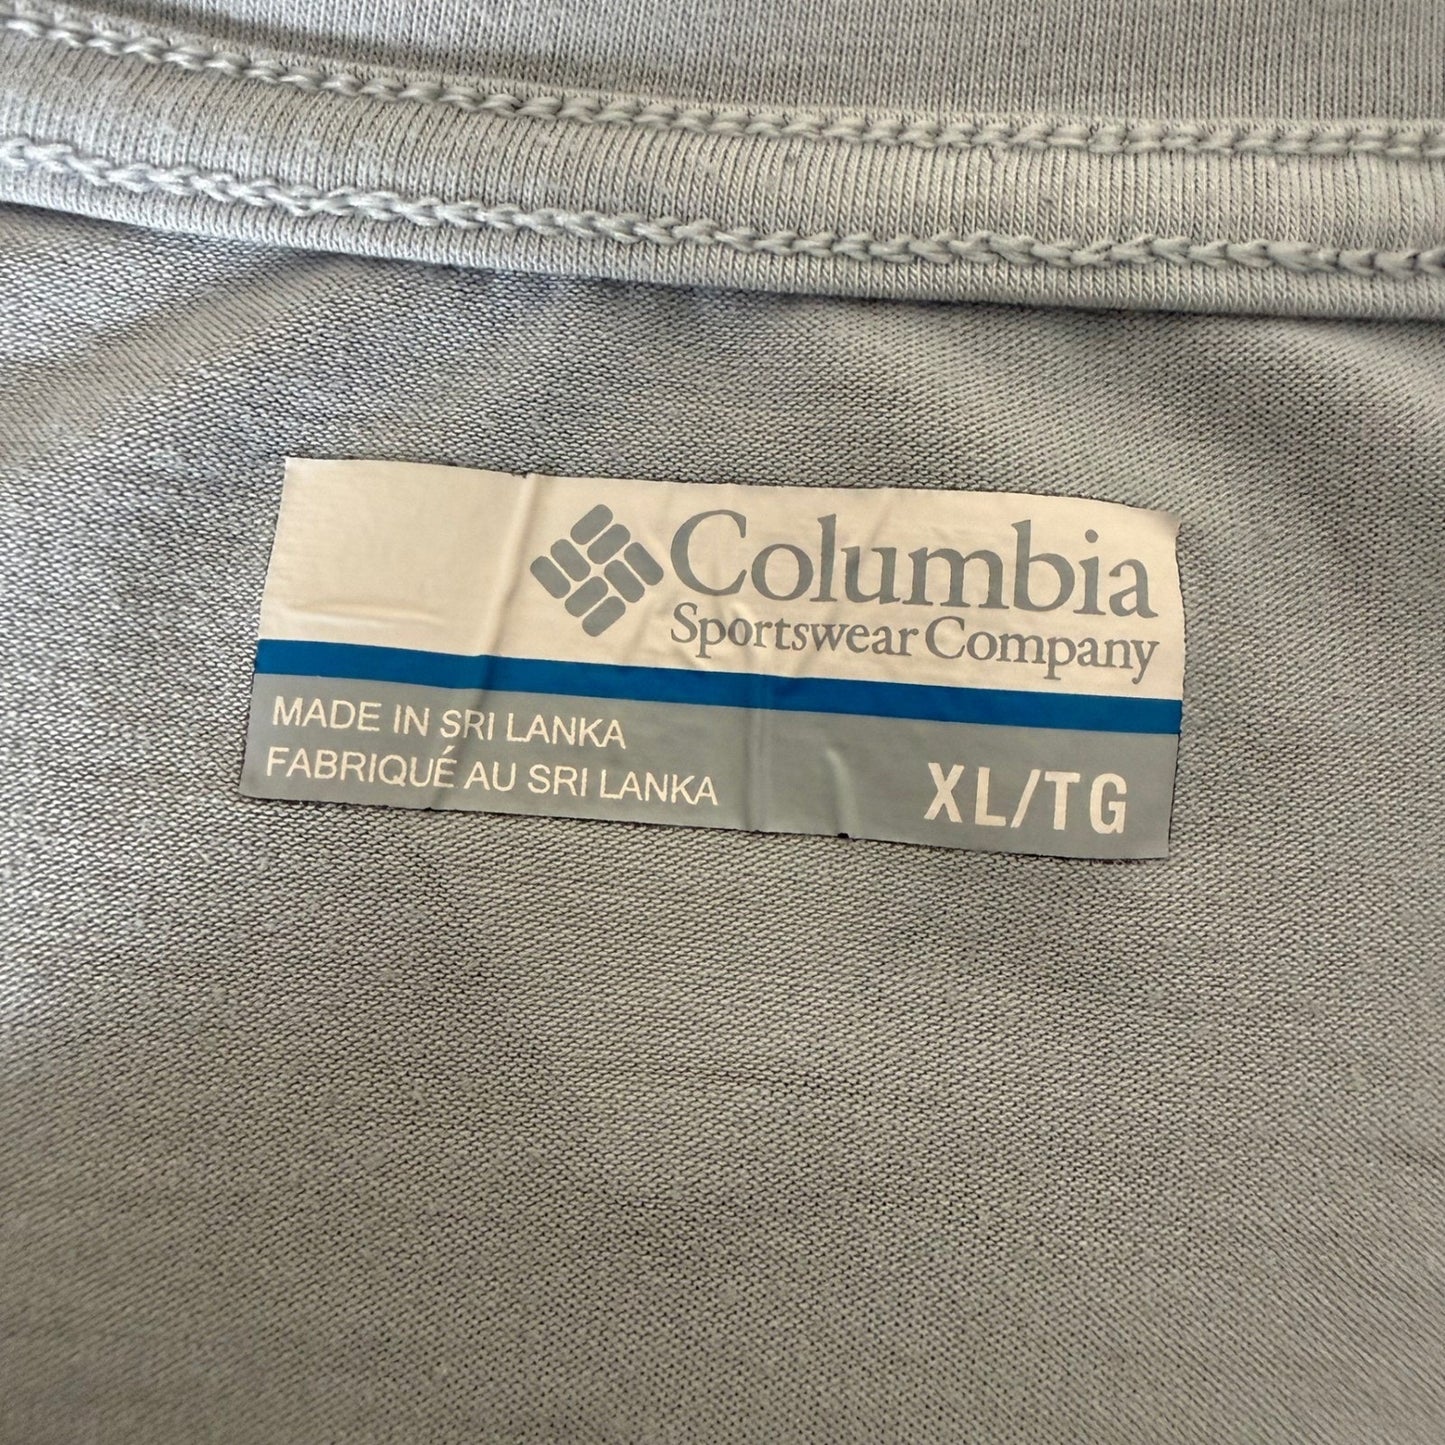 Columbia
Sportswear Company
MADE IN SRI LANKA
FABRIQUÉ AU SRI LANKA
XL/TG